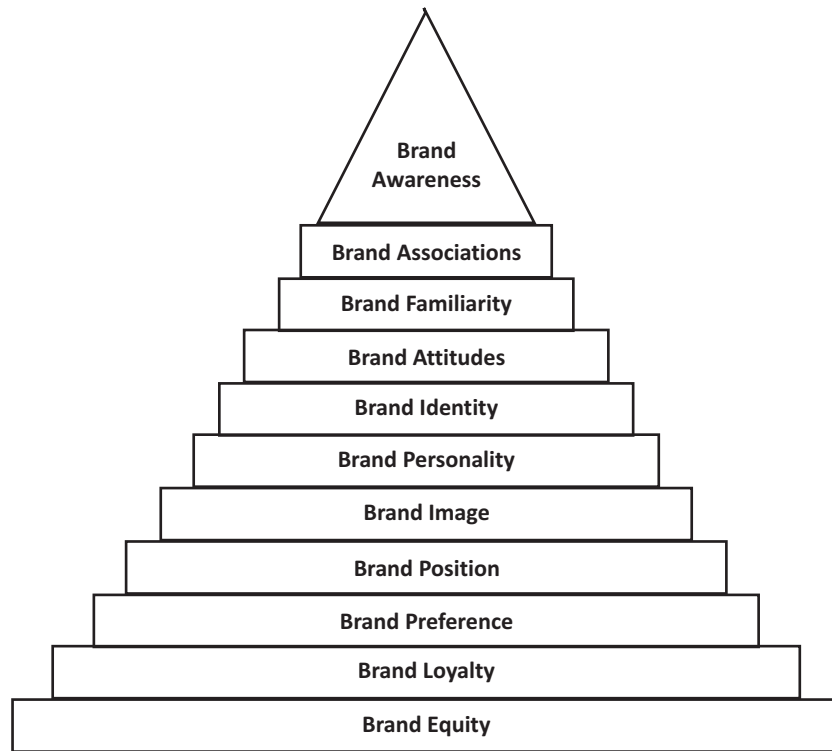 Brand
Awareness
Brand Associations
Brand Familiarity
Brand Attitudes
Brand Identity
Brand Personality
Brand Image
Brand Position
Brand Preference
Brand Loyalty
Brand Equity